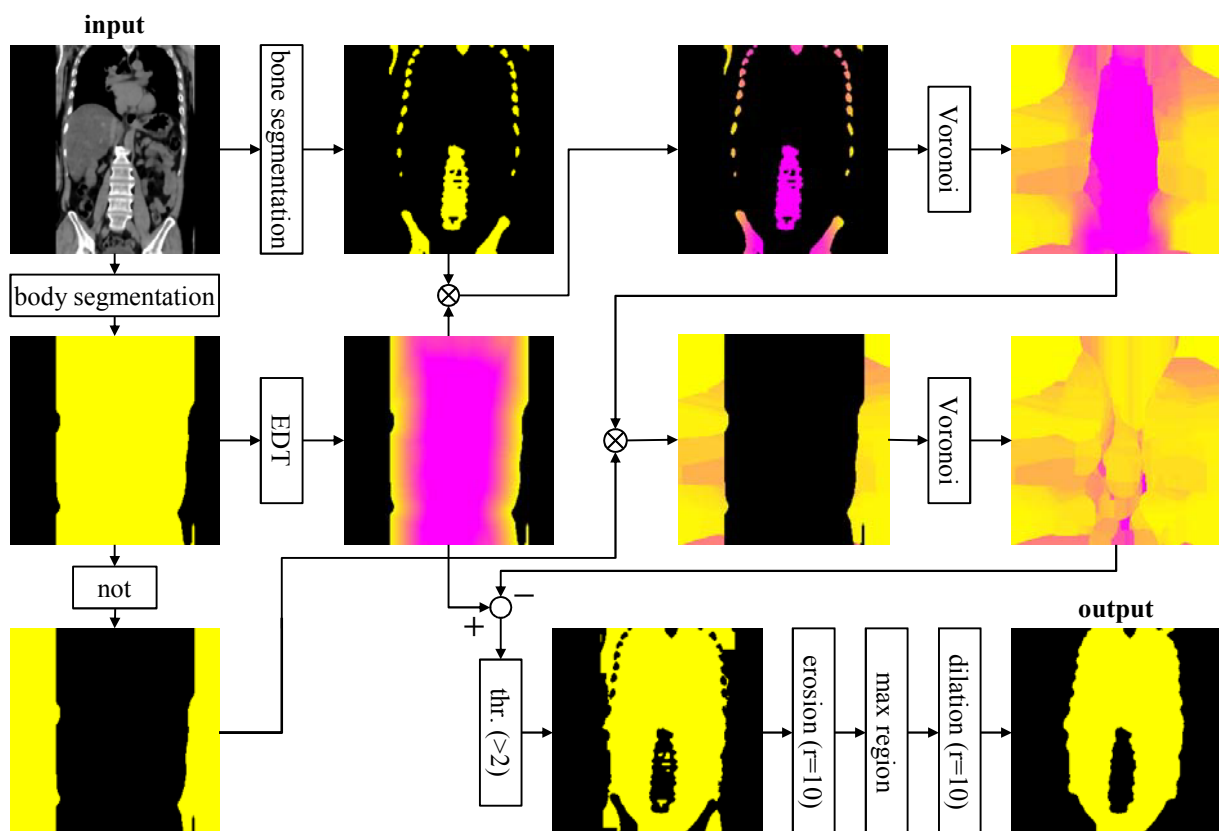 input
bone segmentation
Voronoi
body segmentation
EDT
Voronoi
not
−
+
output
thr. (>2)
erosion (r=10)
max region
dilation (r=10)